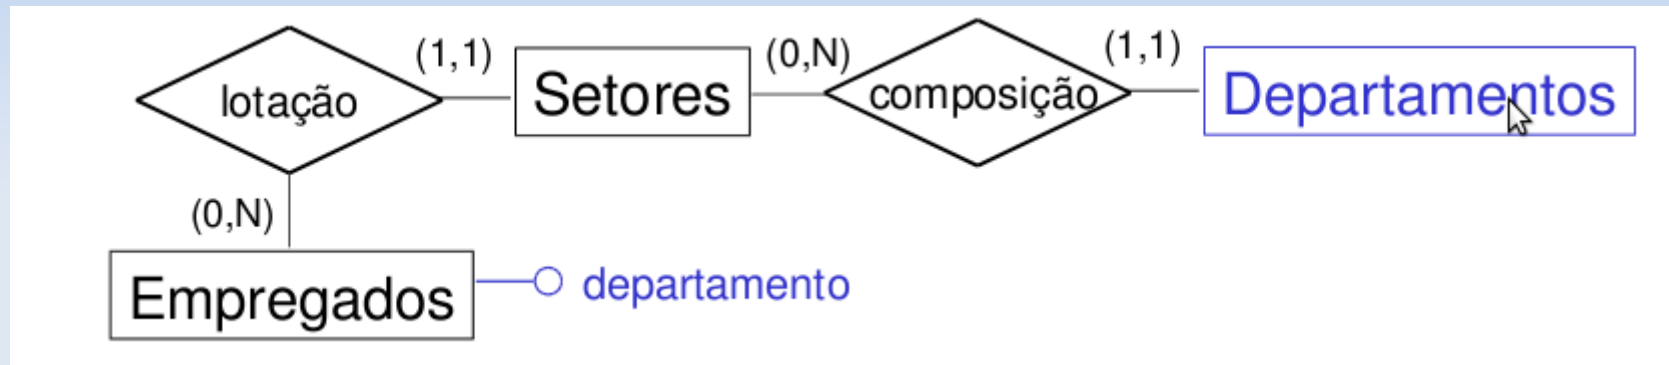 (1,1)
(0,N)
(1,1)
lotação
Setores
composição
Departamentos
(0,N)
Empregados
departamento